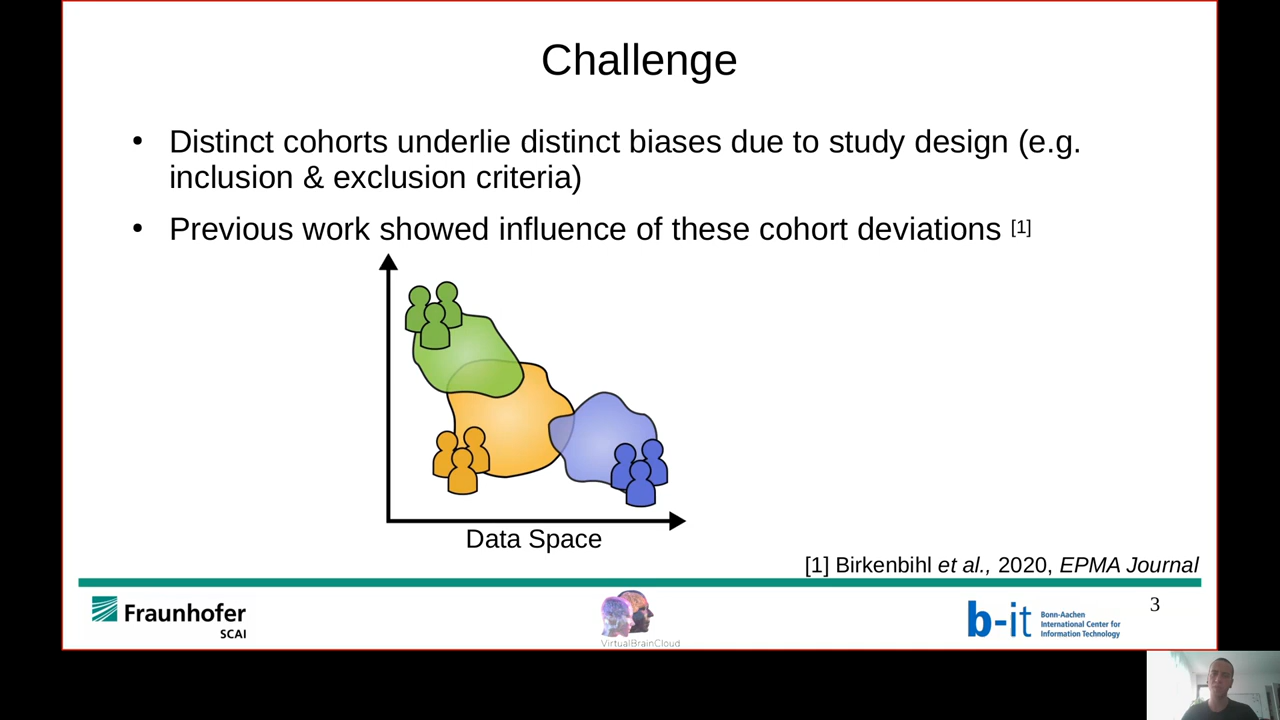 Challenge
• Distinct cohorts underlie distinct biases due to study design (e.g.
inclusion & exclusion criteria)
• Previous work showed influence of these cohort deviations [1]
Data Space
[1] Birkenbihl et al., 2020, EPMA Journal
Fraunhofer
SCAI
VirtualBrainCloud
b-it
Bonn-Aachen
International Center for
Information Technology
3